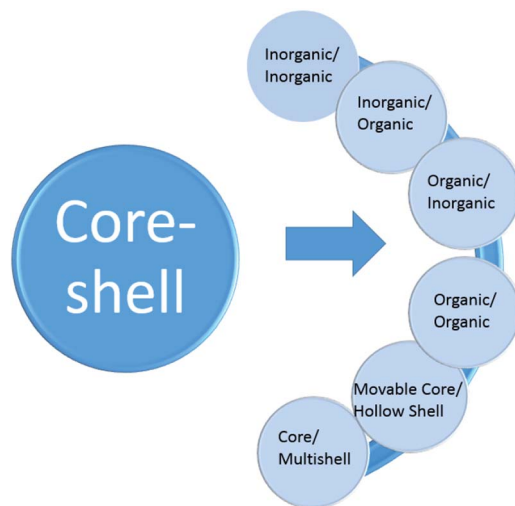 Core-
shell
Inorganic/
Inorganic
Inorganic/
Organic
Organic/
Inorganic
Organic/
Organic
Movable Core/
Hollow Shell
Core/
Multishell